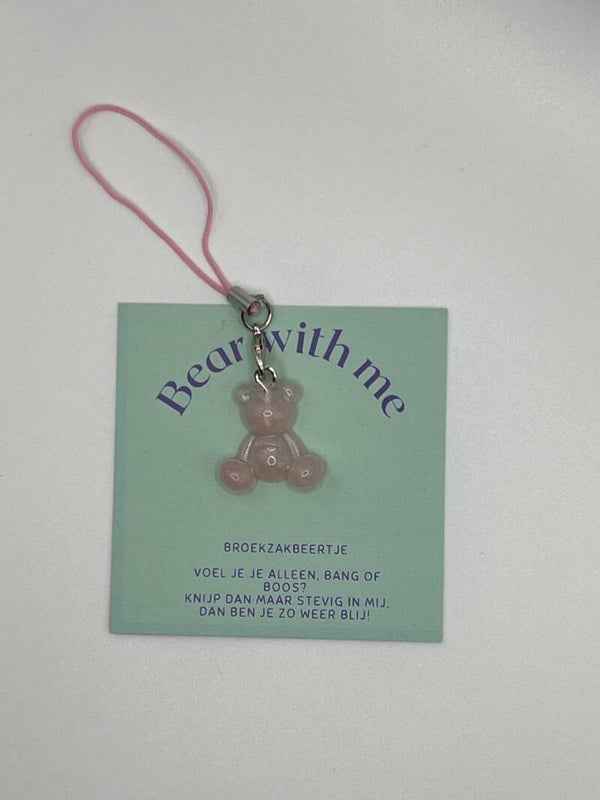 Bear with me
BROEKZAKBEERTJE
VOEL JE JE ALLEEN, BANG OF
BOOS?
KNIJP DAN MAAR STEVIG IN MIJ,
DAN BEN JE ZO WEER BLIJ!